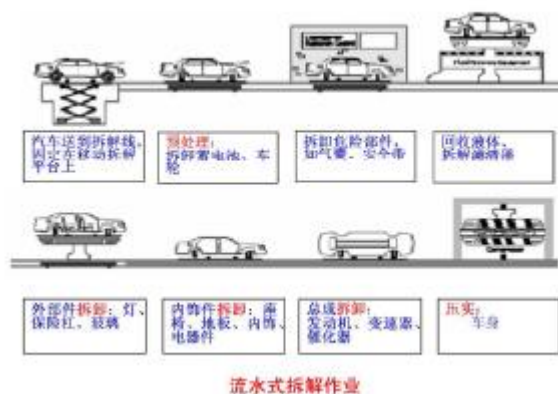 汽车送到拆解线，
固定在移动拆解
平台上
预处理：
拆卸蓄电池、车
轮
拆卸危险部件，
如气囊、安全带
回收液体、
拆解滤清器
外部件拆卸：灯、
保险杠、玻璃
内饰件拆卸：座
椅、地板、内饰、
电器件
总成拆卸：
发动机、变速器、
催化器
压实：
车身
流水式拆解作业